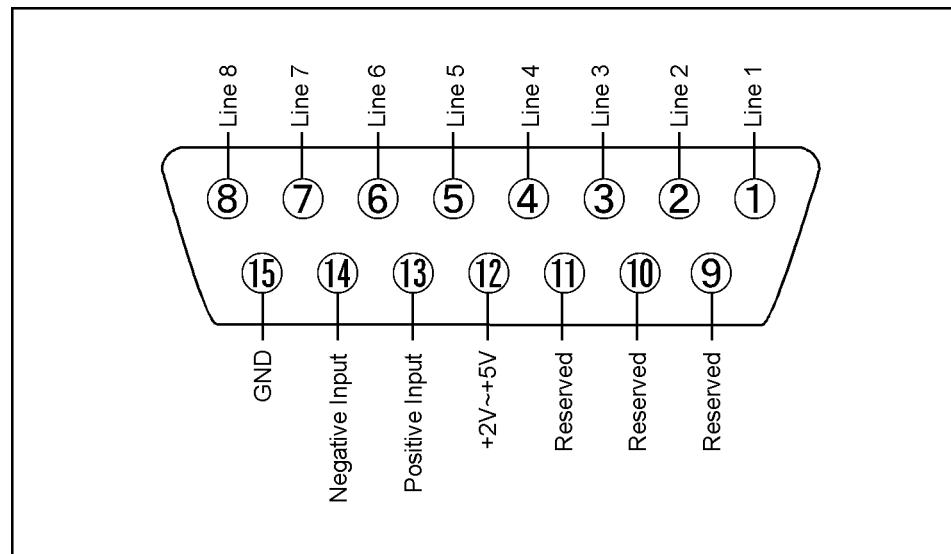 Line 8
Line 7
Line 6
Line 5
Line 4
Line 3
Line 2
Line 1
8
7
6
5
4
3
2
1
15
14
13
12
11
10
9
GND
Negative Input
Positive Input
+2V~+5V
Reserved
Reserved
Reserved